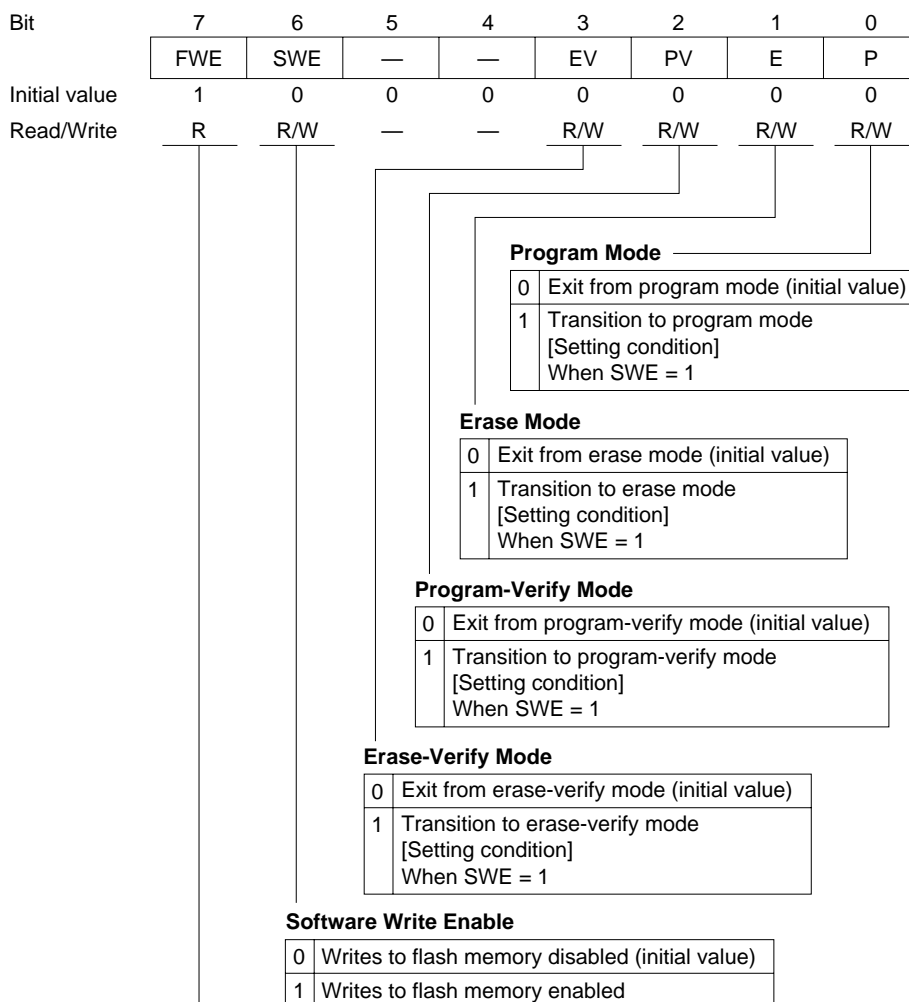 Bit 7 6 5 4 3 2 1 0
FWE SWE — — EV PV E P
Initial value 1 0 0 0 0 0 0 0
Read/Write R R/W — — R/W R/W R/W R/W
Program Mode
0 Exit from program mode (initial value)
1 Transition to program mode
[Setting condition]
When SWE = 1
Erase Mode
0 Exit from erase mode (initial value)
1 Transition to erase mode
[Setting condition]
When SWE = 1
Program-Verify Mode
0 Exit from program-verify mode (initial value)
1 Transition to program-verify mode
[Setting condition]
When SWE = 1
Erase-Verify Mode
0 Exit from erase-verify mode (initial value)
1 Transition to erase-verify mode
[Setting condition]
When SWE = 1
Software Write Enable
0 Writes to flash memory disabled (initial value)
1 Writes to flash memory enabled